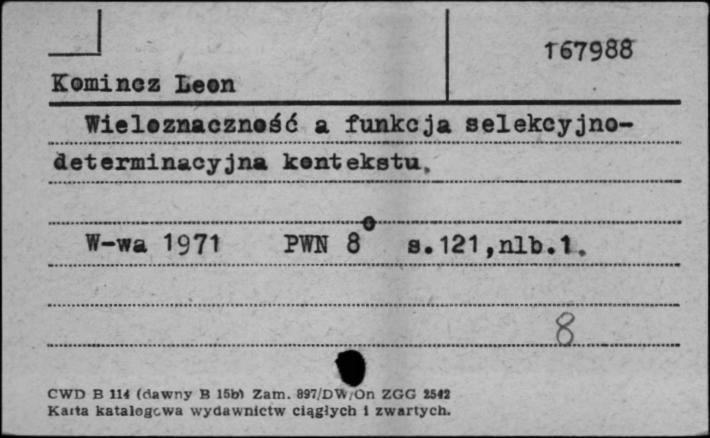 167988
Komincz Leon
Wieloznaczność a funkcja selekcyjno-
determinacyjna kontekstu.
W-wa 1971 PWN 8° s.121,nlb.1.
8
CWD B 114 (dawny B 15b) Zam. 897/DW/On ZGG 2542
Karta katalogowa wydawnictw ciągłych i zwartych.